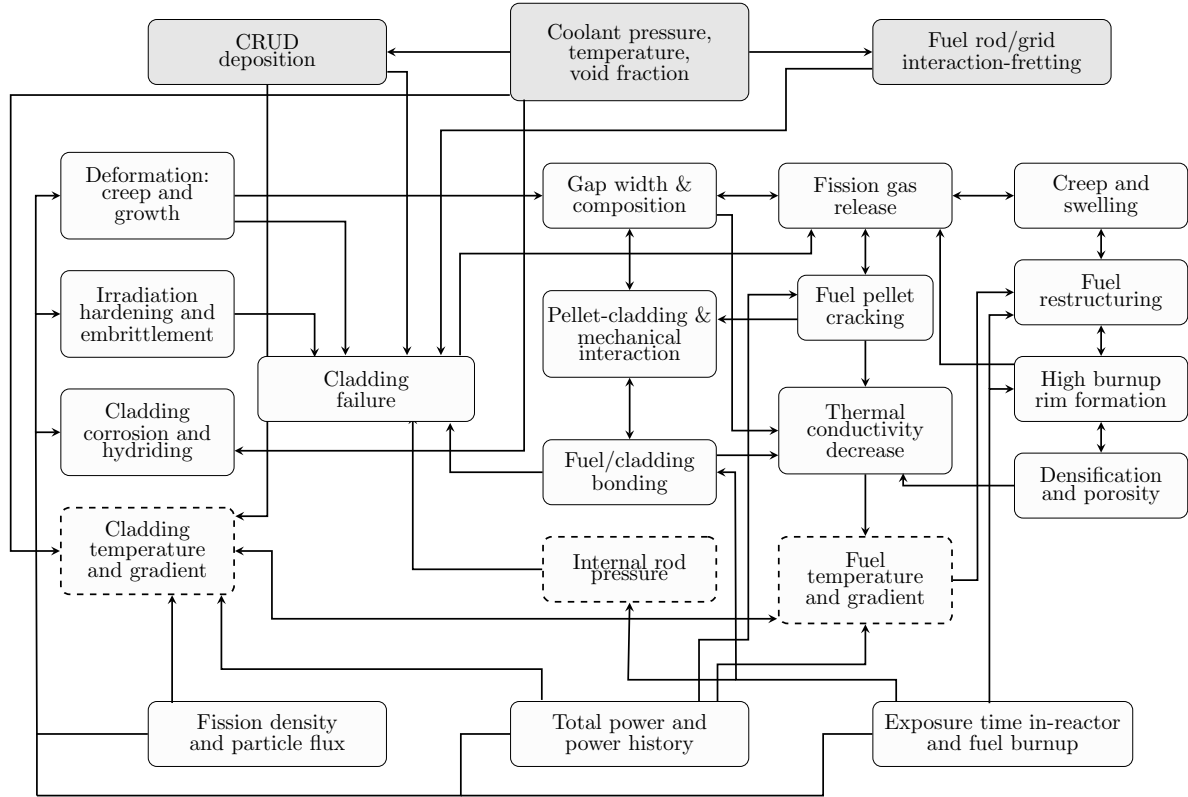 CRUD
deposition
Coolant pressure,
temperature,
void fraction
Fuel rod/grid
interaction-fretting
Deformation:
creep and
growth
Gap width &
composition
Fission gas
release
Creep and
swelling
Irradiation
hardening and
embrittlement
Pellet-cladding &
mechanical
interaction
Fuel pellet
cracking
Fuel
restructuring
Cladding
failure
High burnup
rim formation
Cladding
corrosion and
hydriding
Fuel/cladding
bonding
Thermal
conductivity
decrease
Densification
and porosity
Cladding
temperature
and gradient
Internal rod
pressure
Fuel
temperature
and gradient
Fission density
and particle flux
Total power and
power history
Exposure time in-reactor
and fuel burnup